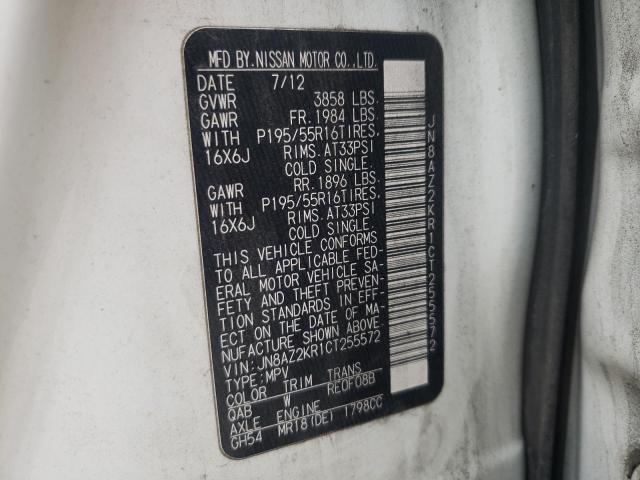 MFD BY.NISSAN MOTOR CO.,LTD.
DATE 7/12
GVWR 3858 LBS.
GAWR FR. 1984 LBS.
WITH P195/55R16TIRES.
16X6J RIMS. AT33PSI
COLD SINGLE.
GAWR RR. 1896 LBS.
WITH P195/55R16TIRES.
16X6J RIMS. AT33PSI
COLD SINGLE.
THIS VEHICLE CONFORMS
TO ALL APPLICABLE FED-
ERAL MOTOR VEHICLE SA-
FETY AND THEFT PREVEN-
TION STANDARDS IN EFF-
ECT ON THE DATE OF MA-
NUFACTURE SHOWN ABOVE.
VIN: JN8AZ2KR1CT255572
TYPE: MPV
COLOR TRIM TRANS
QAB W RE0F08B
AXLE ENGINE
GH54 MR18(DE) 1798CC
JN8AZ2KR1CT255572